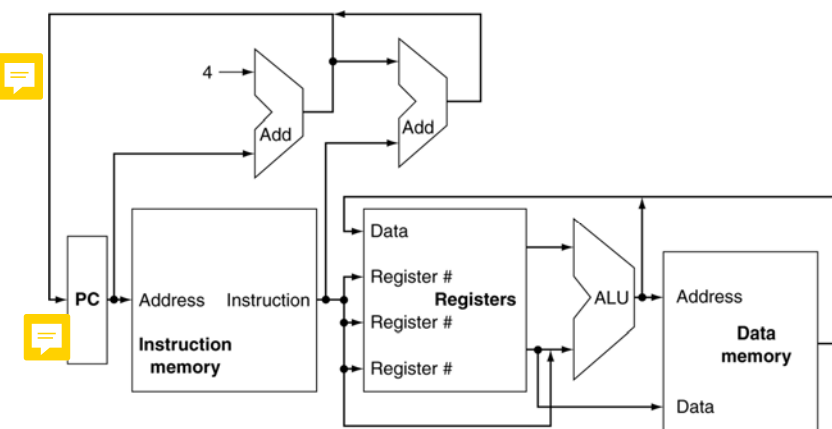 4
Add
Add
Data
PC
Address
Instruction
Register #
Registers
ALU
Address
Register #
Instruction
memory
Data
memory
Register #
Data